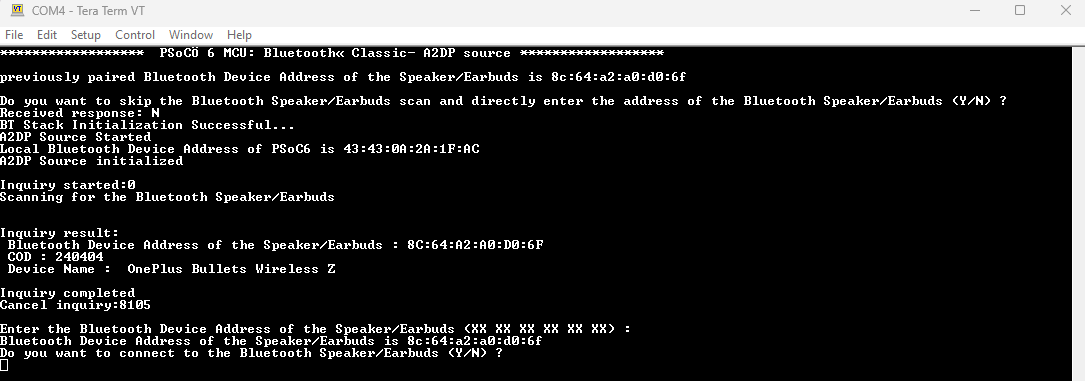 COM4 - Tera Term VT
File Edit Setup Control Window Help
****************** PSoCÖ 6 MCU: Bluetooth« Classic- A2DP source ******************
previously paired Bluetooth Device Address of the Speaker/Earbuds is 8c:64:a2:a0:d0:6f
Do you want to skip the Bluetooth Speaker/Earbuds scan and directly enter the address of the Bluetooth Speaker/Earbuds (Y/N) ?
Received response: N
BT Stack Initialization Successful...
A2DP Source Started
Local Bluetooth Device Address of PSoC6 is 43:43:0A:2A:1F:AC
A2DP Source initialized
Inquiry started:0
Scanning for the Bluetooth Speaker/Earbuds
Inquiry result:
Bluetooth Device Address of the Speaker/Earbuds : 8C:64:A2:A0:D0:6F
COD : 240404
Device Name : OnePlus Bullets Wireless Z
Inquiry completed
Cancel inquiry:8105
Enter the Bluetooth Device Address of the Speaker/Earbuds (XX XX XX XX XX XX) :
Bluetooth Device Address of the Speaker/Earbuds is 8c:64:a2:a0:d0:6f
Do you want to connect to the Bluetooth Speaker/Earbuds (Y/N) ?